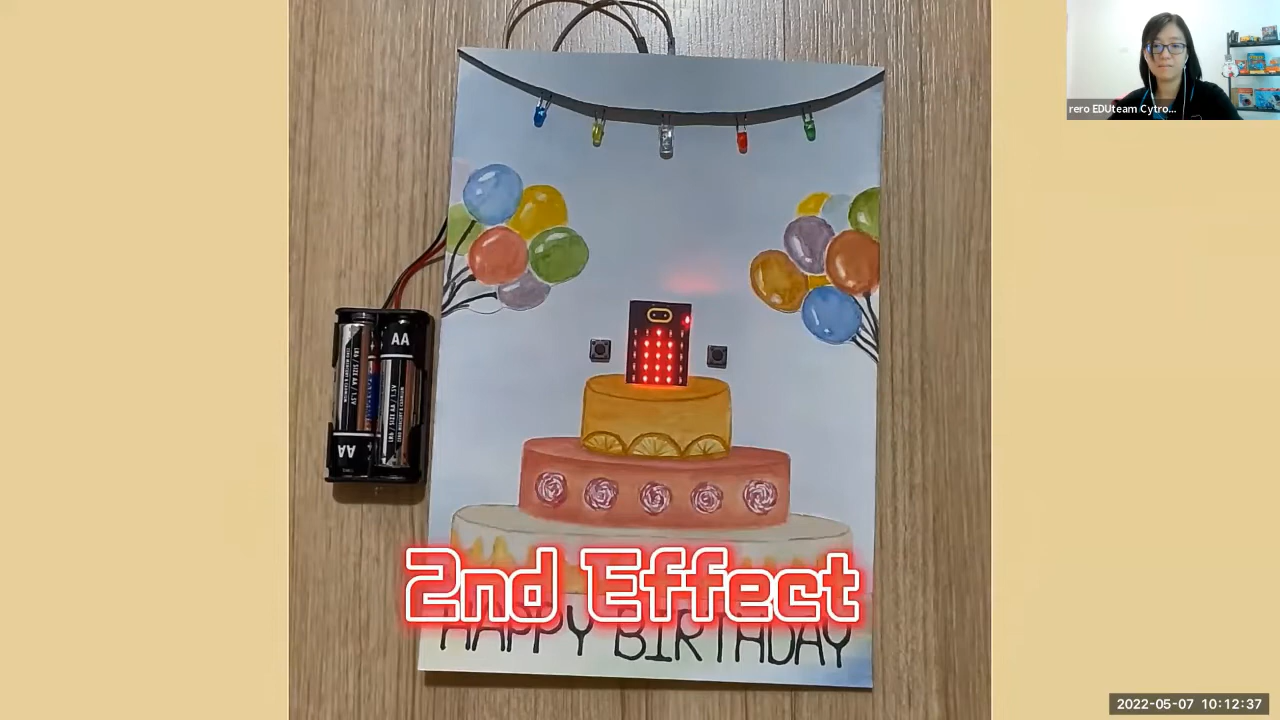 rero EDUteam Cytro...
AA
AA
2nd Effect
HAPPY BIRTHDAY
2022-05-07 10:12:37